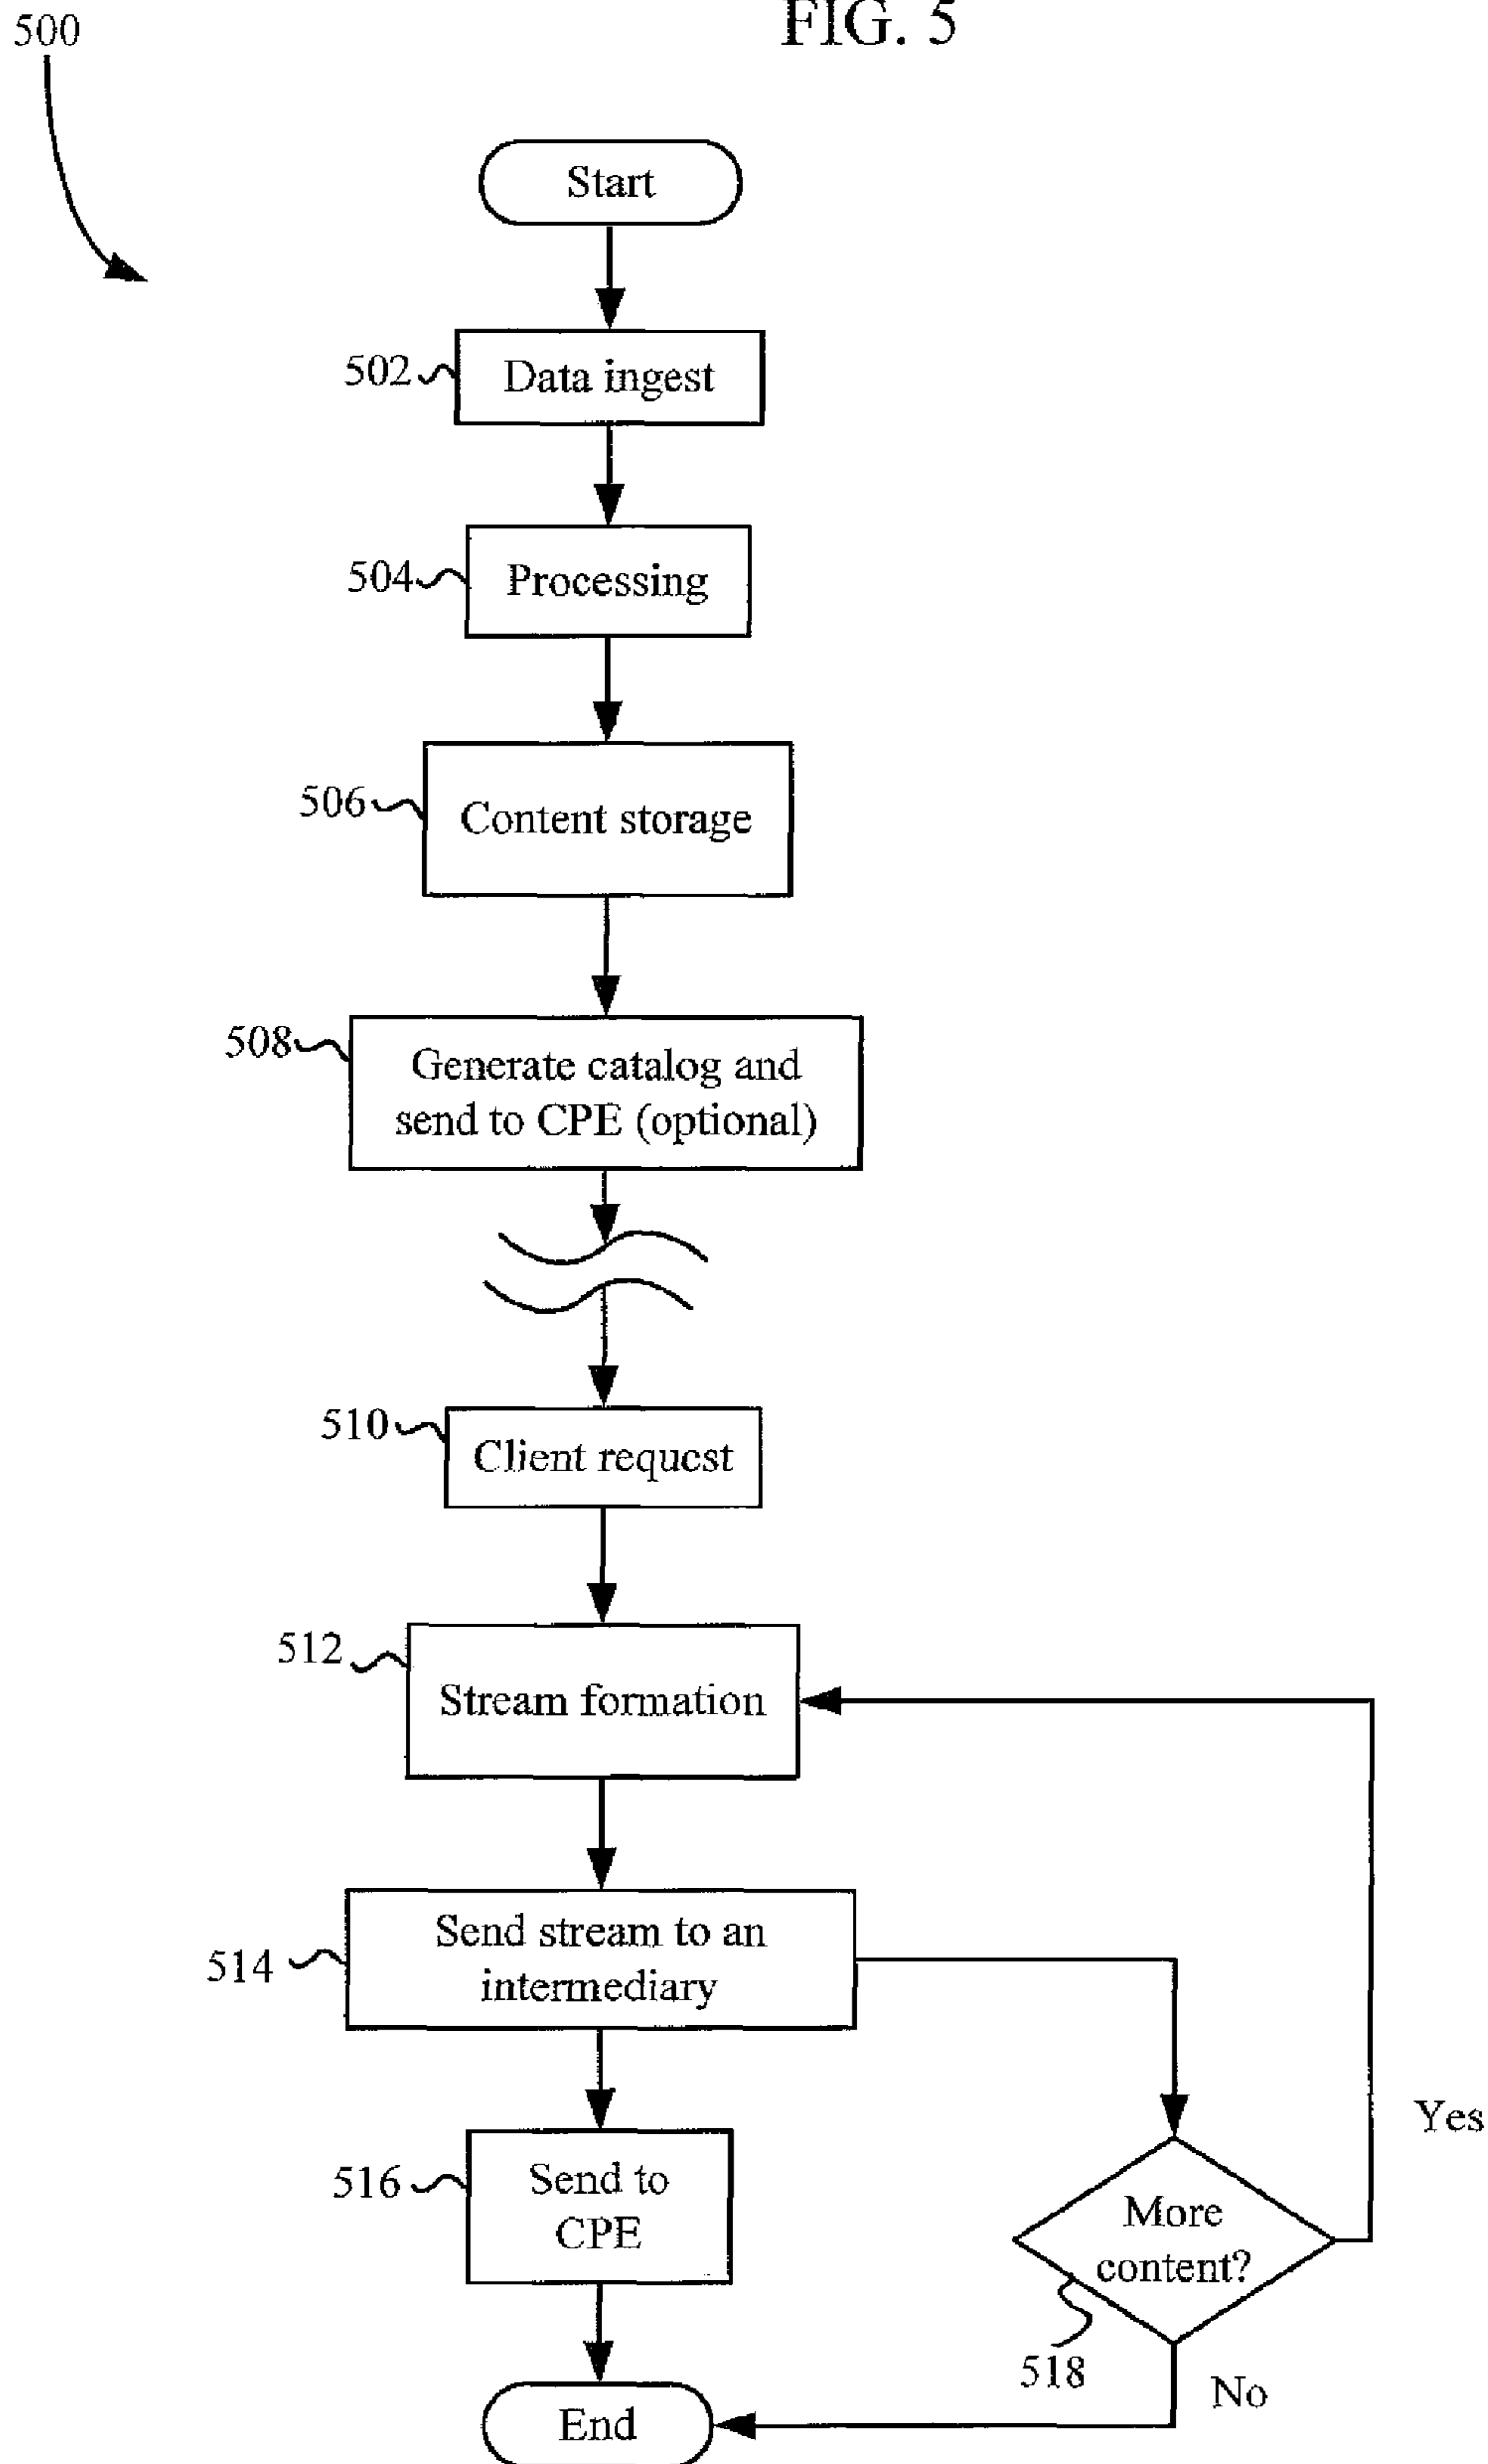 500
FIG. 5
Start
502
Data ingest
504
Processing
506
Content storage
508
Generate catalog and
send to CPE (optional)
510
Client request
512
Stream formation
514
Send stream to an
intermediary
516
Send to
CPE
Yes
More
content?
518
No
End